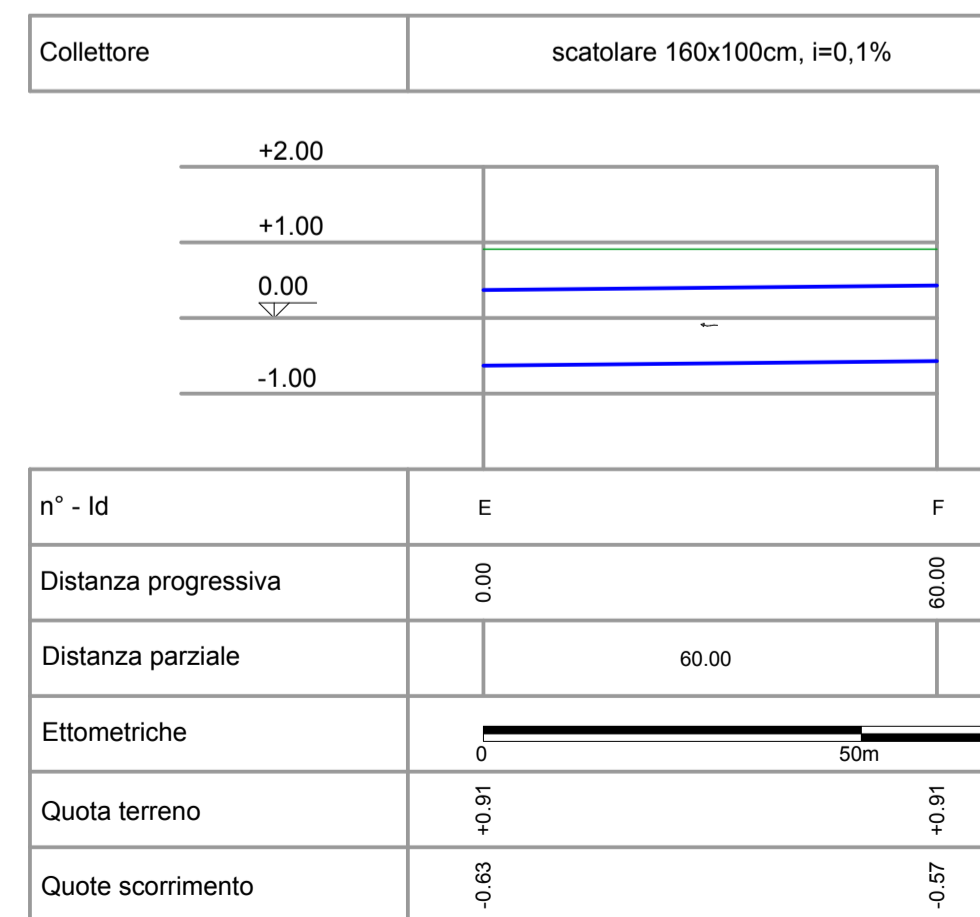 Collettore scatolare 160x100cm, i=0,1%
+2.00
+1.00
0.00
-1.00
n° - Id E F
Distanza progressiva 0.00 60.00
Distanza parziale 60.00
Ettometriche
0 50m
Quota terreno +0.91 +0.91
Quote scorrimento -0.63 -0.57